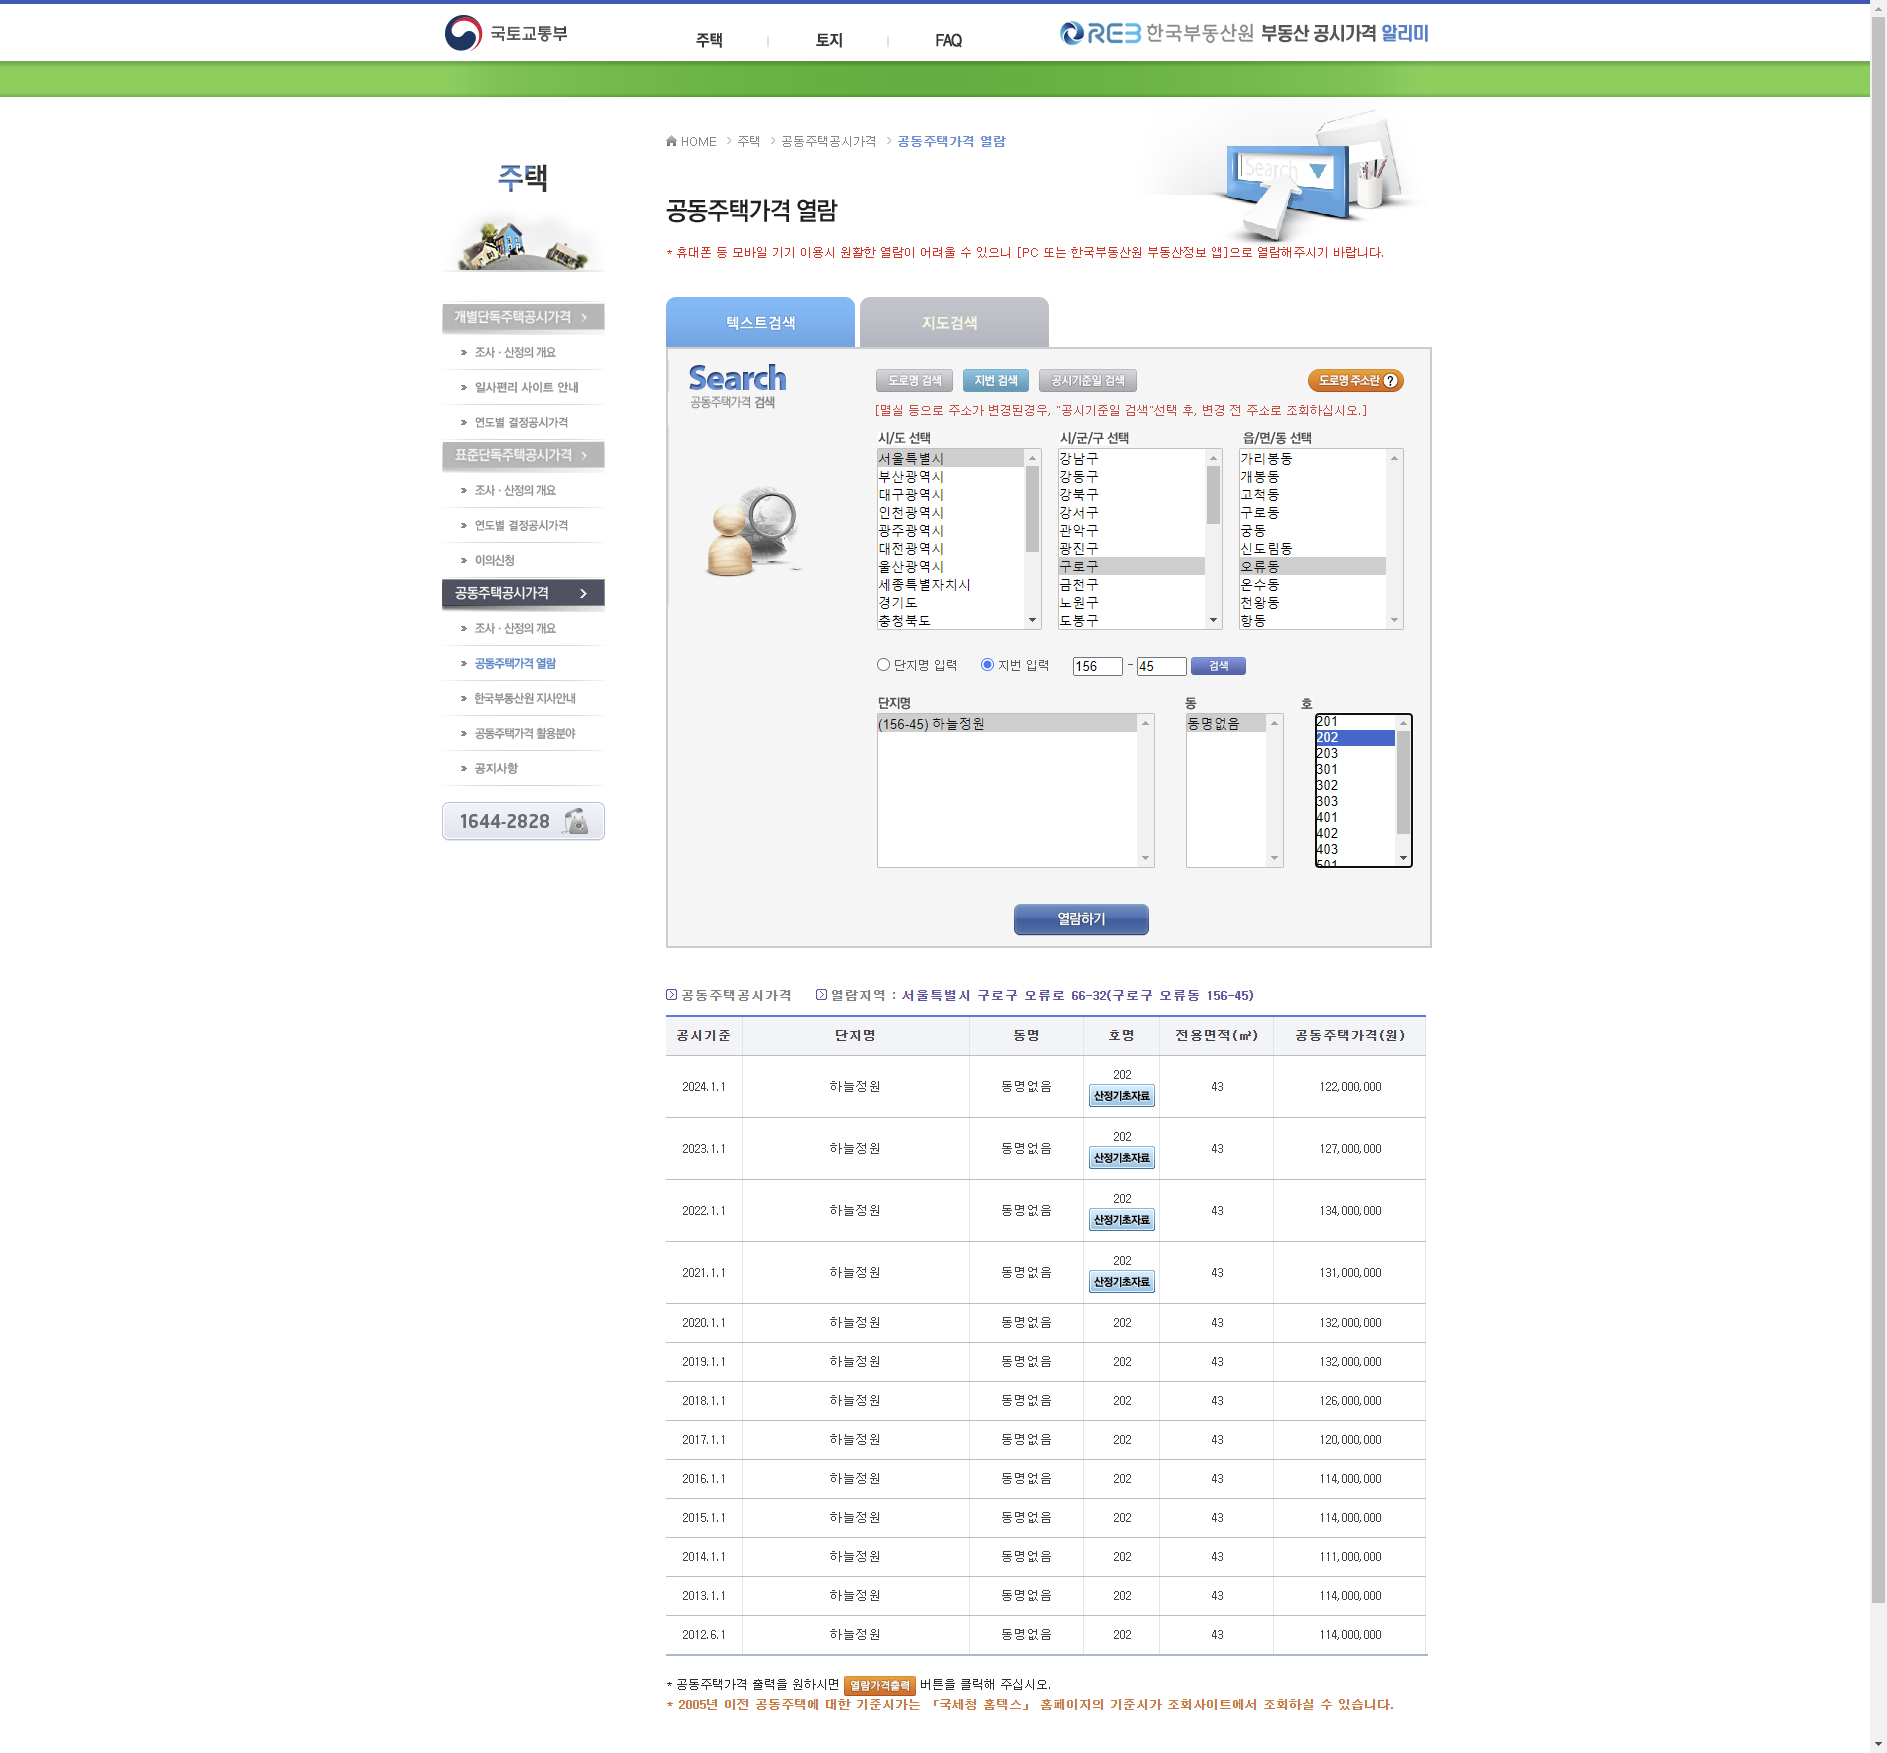 국토교통부
주택
토지
FAQ
REB 한국부동산원 부동산 공시가격 알리미
HOME > 주택 > 공동주택공시가격 > 공동주택가격 열람
주택
Search
공동주택가격 열람
* 휴대폰 등 모바일 기기 이용시 원활한 열람이 어려울 수 있으니 [PC 또는 한국부동산원 부동산정보 앱]으로 열람해주시기 바랍니다.
개별단독주택공시가격
조사 · 산정의 개요
일사편리 사이트 안내
연도별 결정공시가격
표준단독주택공시가격
조사 · 산정의 개요
연도별 결정공시가격
이의신청
공동주택공시가격
조사 · 산정의 개요
공동주택가격 열람
한국부동산원 지사안내
공동주택가격 활용분야
공지사항
1644-2828
텍스트검색
지도검색
Search
공동주택가격 검색
도로명 검색
지번 검색
공시기준일 검색
도로명 주소란 ?
[멸실 등으로 주소가 변경된경우, "공시기준일 검색"선택 후, 변경 전 주소로 조회하십시오.]
시/도 선택
서울특별시
부산광역시
대구광역시
인천광역시
광주광역시
대전광역시
울산광역시
세종특별자치시
경기도
충청북도
시/군/구 선택
강남구
강동구
강북구
강서구
관악구
광진구
구로구
금천구
노원구
도봉구
읍/면/동 선택
가리봉동
개봉동
고척동
구로동
궁동
신도림동
오류동
온수동
천왕동
항동
단지명 입력
지번 입력
156 - 45 검색
단지명
(156-45) 하늘정원
동
동명없음
호
201
202
203
301
302
303
401
402
403
501
열람하기
공동주택공시가격
열람지역 : 서울특별시 구로구 오류로 66-32(구로구 오류동 156-45)
공시기준 단지명 동명 호명 전용면적(㎡) 공동주택가격(원)
2024.1.1 하늘정원 동명없음 202 산정기초자료 43 122,000,000
2023.1.1 하늘정원 동명없음 202 산정기초자료 43 127,000,000
2022.1.1 하늘정원 동명없음 202 산정기초자료 43 134,000,000
2021.1.1 하늘정원 동명없음 202 산정기초자료 43 131,000,000
2020.1.1 하늘정원 동명없음 202 43 132,000,000
2019.1.1 하늘정원 동명없음 202 43 132,000,000
2018.1.1 하늘정원 동명없음 202 43 126,000,000
2017.1.1 하늘정원 동명없음 202 43 120,000,000
2016.1.1 하늘정원 동명없음 202 43 114,000,000
2015.1.1 하늘정원 동명없음 202 43 114,000,000
2014.1.1 하늘정원 동명없음 202 43 111,000,000
2013.1.1 하늘정원 동명없음 202 43 114,000,000
2012.6.1 하늘정원 동명없음 202 43 114,000,000
* 공동주택가격 출력을 원하시면 열람가격출력 버튼을 클릭해 주십시오.
* 2005년 이전 공동주택에 대한 기준시가는 「국세청 홈텍스」 홈페이지의 기준시가 조회사이트에서 조회하실 수 있습니다.